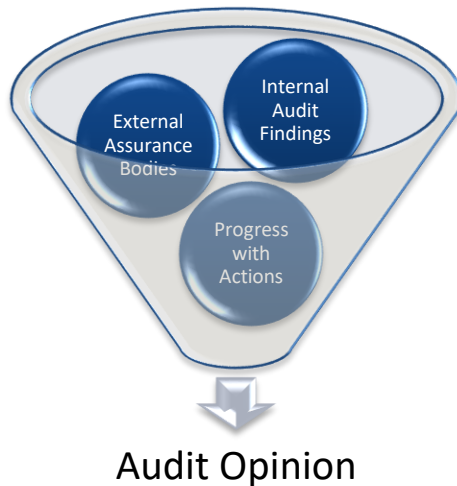 External
Assurance
Bodies
Internal
Audit
Findings
Progress
with
Actions
Audit Opinion